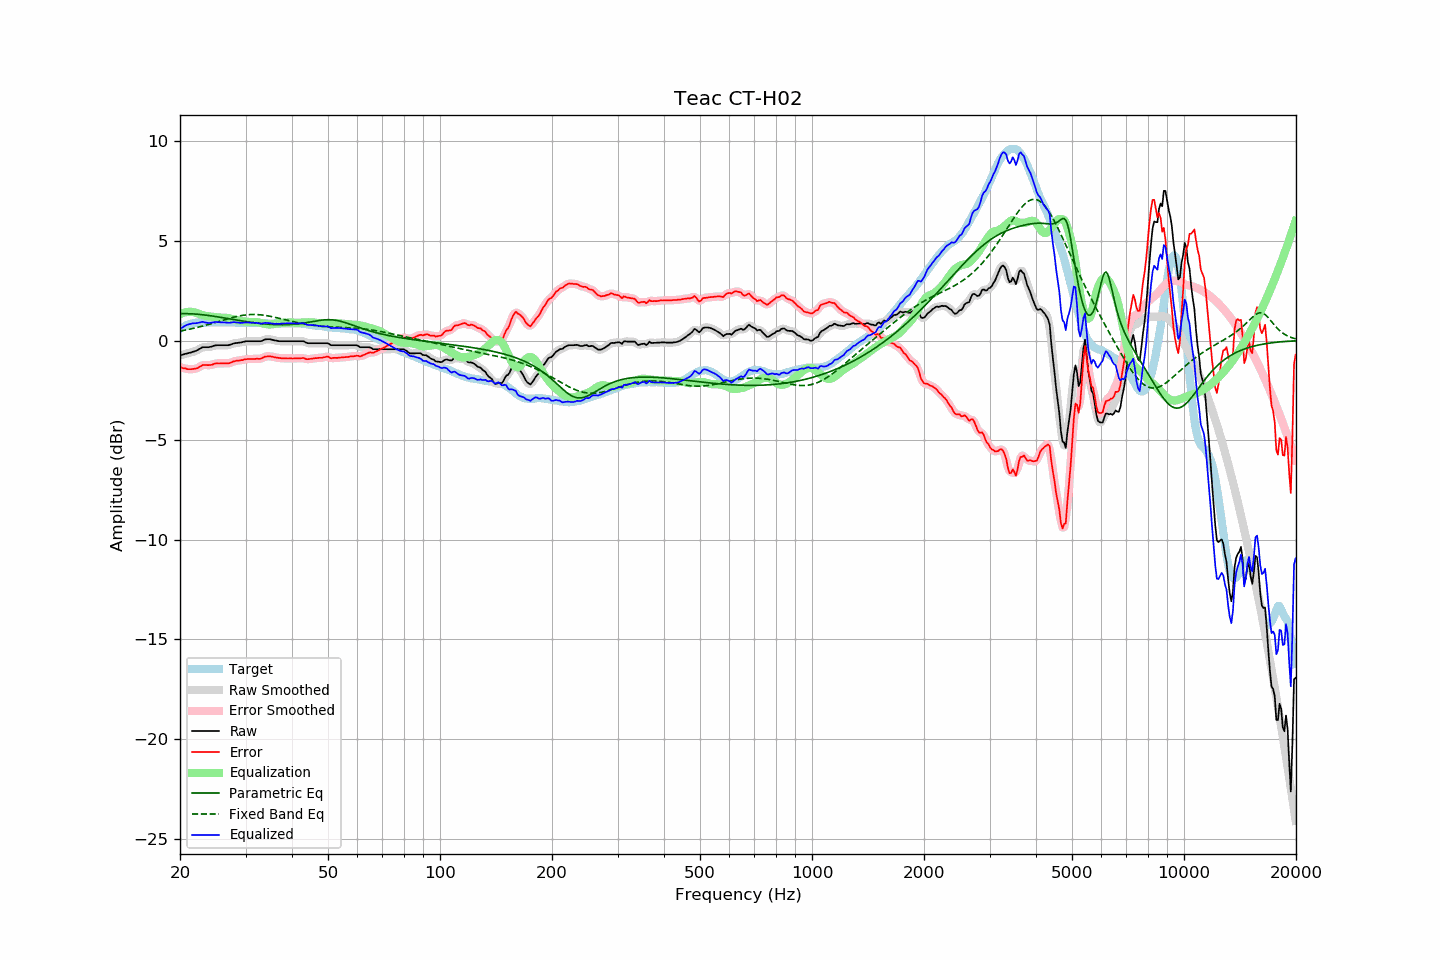 Teac CT-H02
Amplitude (dBr)
10
5
0
−5
−10
−15
−20
−25
Target
Raw Smoothed
Error Smoothed
Raw
Error
Equalization
Parametric Eq
Fixed Band Eq
Equalized
20 50 100 200 500 1000 2000 5000 10000 20000
Frequency (Hz)